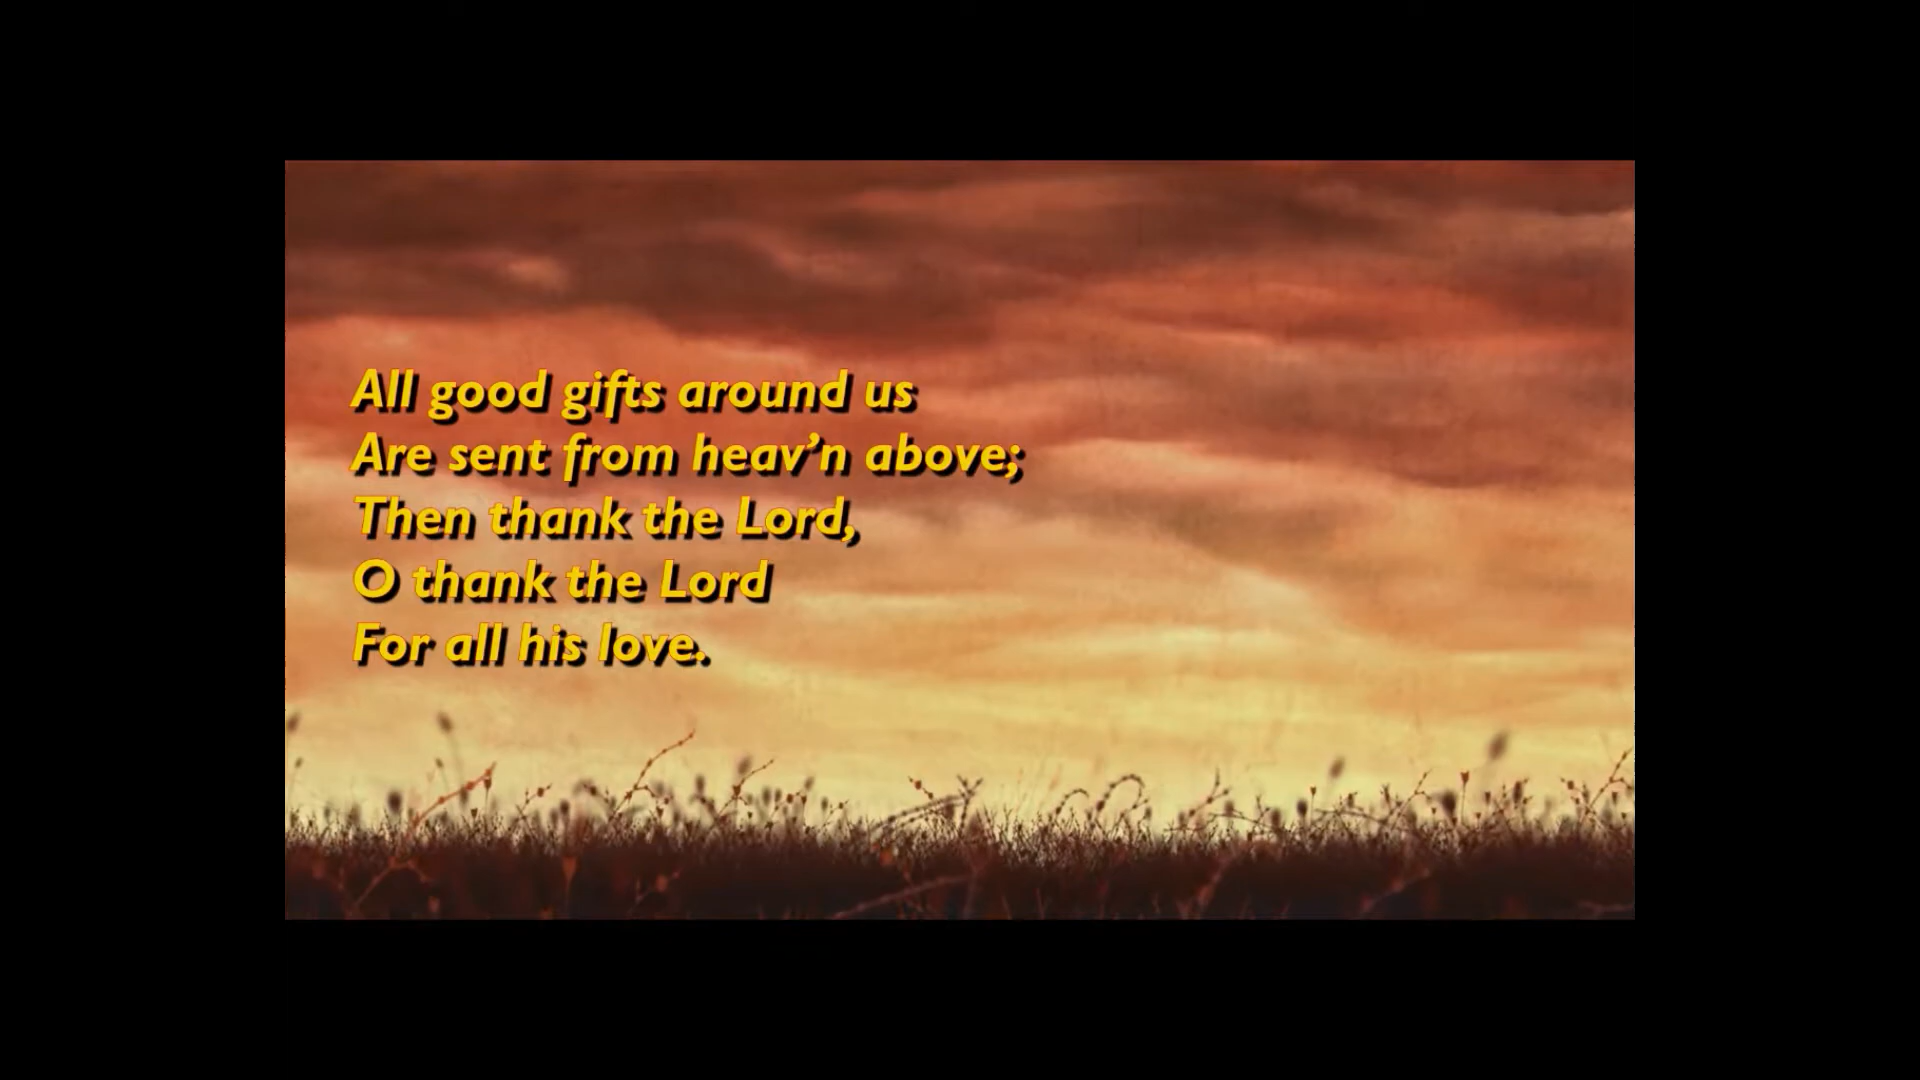 All good gifts around us
Are sent from heav’n above;
Then thank the Lord,
O thank the Lord
For all his love.